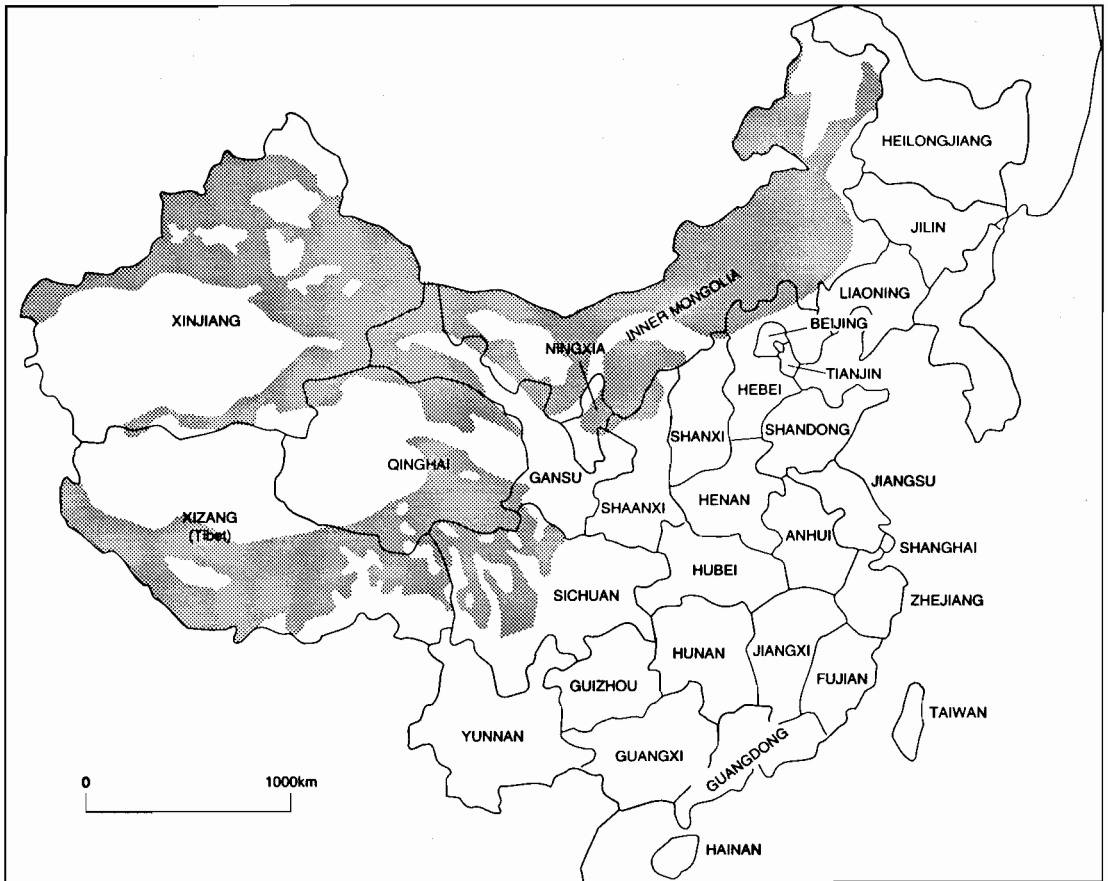 HEILONGJIANG
JILIN
LIAONING
INNER MONGOLIA
BEIJING
XINJIANG
NINGXIA
TIANJIN
HEBEI
SHANXI
SHANDONG
QINGHAI
GANSU
JIANGSU
SHAANXI
HENAN
XIZANG
(Tibet)
ANHUI
SHANGHAI
HUBEI
SICHUAN
ZHEJIANG
HUNAN
JIANGXI
GUIZHOU
FUJIAN
TAIWAN
YUNNAN
GUANGXI
GUANGDONG
0 1000km
HAINAN